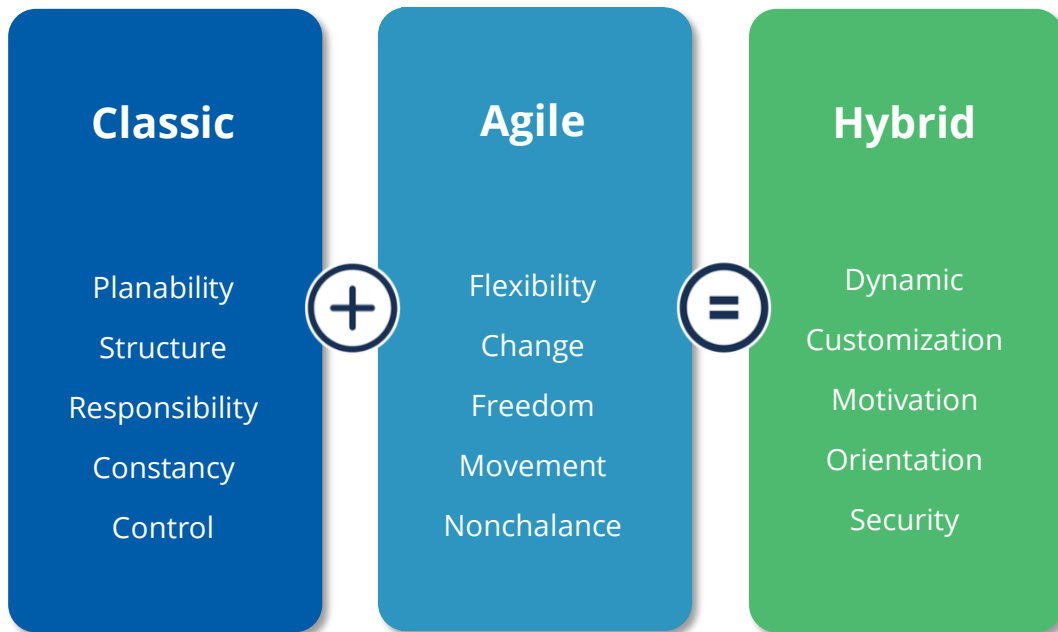 Classic
Planability
Structure
Responsibility
Constancy
Control
+
Agile
Flexibility
Change
Freedom
Movement
Nonchalance
=
Hybrid
Dynamic
Customization
Motivation
Orientation
Security